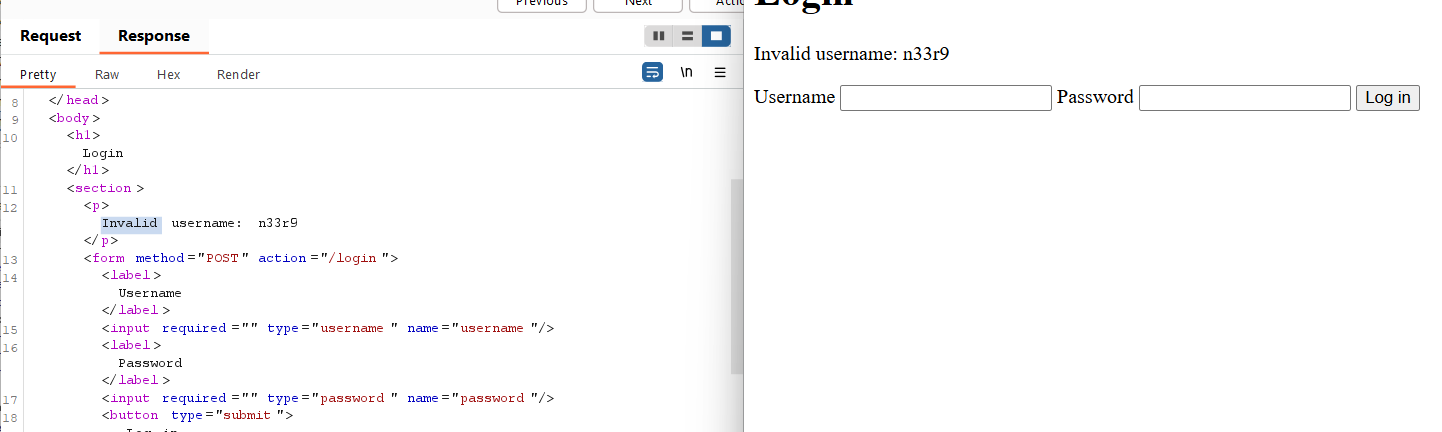 Previous Next Actio
Request Response
Pretty Raw Hex Render \n
8 </head>
9 <body>
10 <h1>
Login
</h1>
11 <section>
12 <p>
Invalid username: n33r9
</p>
13 <form method="POST" action="/login">
14 <label>
Username
</label>
15 <input required="" type="username" name="username"/>
16 <label>
Password
</label>
17 <input required="" type="password" name="password"/>
18 <button type="submit">
Log in
Login
Invalid username: n33r9
Username Password Log in